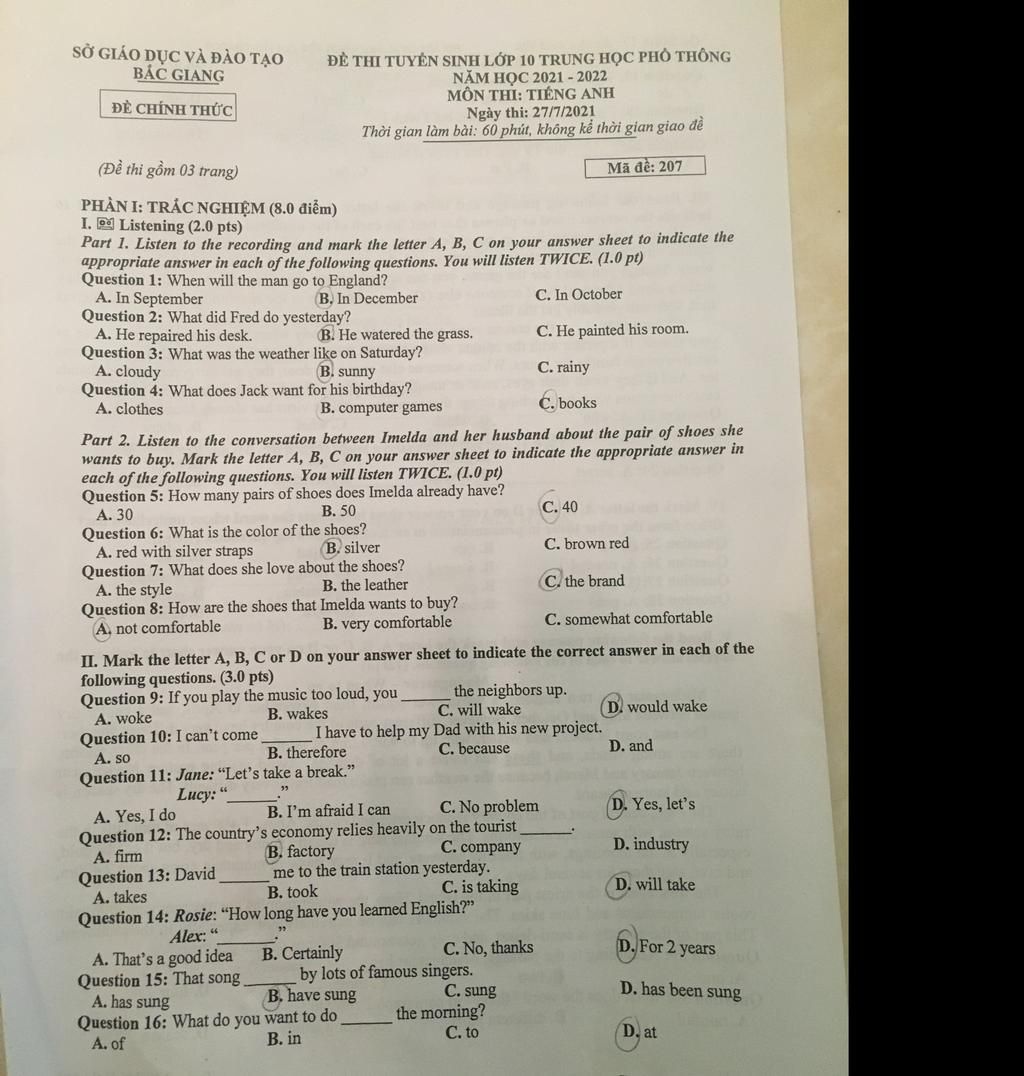 SỞ GIÁO DỤC VÀ ĐÀO TẠO
BẮC GIANG
ĐỀ CHÍNH THỨC
ĐỀ THI TUYỂN SINH LỚP 10 TRUNG HỌC PHỔ THÔNG
NĂM HỌC 2021 - 2022
MÔN THI: TIẾNG ANH
Ngày thi: 27/7/2021
Thời gian làm bài: 60 phút, không kể thời gian giao đề
(Đề thi gồm 03 trang)
Mã đề: 207
PHẦN I: TRẮC NGHIỆM (8.0 điểm)
I. Listening (2.0 pts)
Part 1. Listen to the recording and mark the letter A, B, C on your answer sheet to indicate the
appropriate answer in each of the following questions. You will listen TWICE. (1.0 pt)
Question 1: When will the man go to England?
A. In September B. In December C. In October
Question 2: What did Fred do yesterday?
A. He repaired his desk. B. He watered the grass. C. He painted his room.
Question 3: What was the weather like on Saturday?
A. cloudy B. sunny C. rainy
Question 4: What does Jack want for his birthday?
A. clothes B. computer games C. books
Part 2. Listen to the conversation between Imelda and her husband about the pair of shoes she
wants to buy. Mark the letter A, B, C on your answer sheet to indicate the appropriate answer in
each of the following questions. You will listen TWICE. (1.0 pt)
Question 5: How many pairs of shoes does Imelda already have?
A. 30 B. 50 C. 40
Question 6: What is the color of the shoes?
A. red with silver straps B. silver C. brown red
Question 7: What does she love about the shoes?
A. the style B. the leather C. the brand
Question 8: How are the shoes that Imelda wants to buy?
A. not comfortable B. very comfortable C. somewhat comfortable
II. Mark the letter A, B, C or D on your answer sheet to indicate the correct answer in each of the
following questions. (3.0 pts)
Question 9: If you play the music too loud, you ______ the neighbors up.
A. woke B. wakes C. will wake D. would wake
Question 10: I can't come ______ I have to help my Dad with his new project.
A. so B. therefore C. because D. and
Question 11: Jane: “Let's take a break.”
Lucy: “______.”
A. Yes, I do B. I'm afraid I can C. No problem D. Yes, let's
Question 12: The country's economy relies heavily on the tourist ______.
A. firm B. factory C. company D. industry
Question 13: David ______ me to the train station yesterday.
A. takes B. took C. is taking D. will take
Question 14: Rosie: “How long have you learned English?”
Alex: “______.”
A. That's a good idea B. Certainly C. No, thanks D. For 2 years
Question 15: That song ______ by lots of famous singers.
A. has sung B. have sung C. sung D. has been sung
Question 16: What do you want to do ______ the morning?
A. of B. in C. to D. at